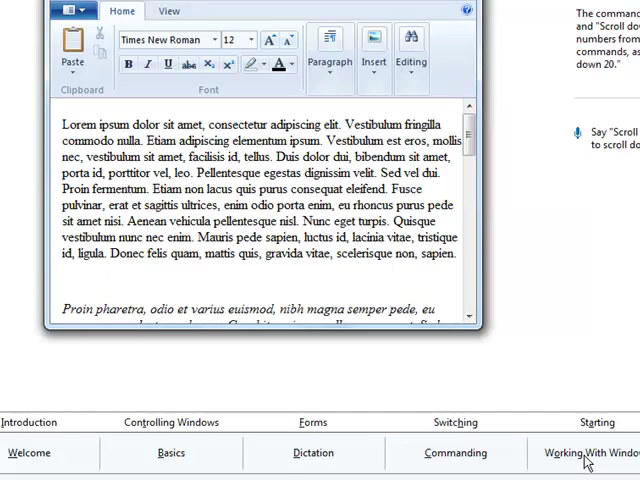 Home View
Times New Roman 12 A A
Paste
B I U abc X₂ X² A
Paragraph Insert Editing
Clipboard Font
Lorem ipsum dolor sit amet, consectetur adipiscing elit. Vestibulum fringilla
commodo nulla. Etiam adipiscing elementum ipsum. Vestibulum est eros, mollis
nec, vestibulum sit amet, facilisis id, tellus. Duis dolor dui, bibendum sit amet,
porta id, porttitor vel, leo. Pellentesque egestas dignissim velit. Sed vel dui.
Proin fermentum. Etiam non lacus quis purus consequat eleifend. Fusce
pulvinar, erat et sagittis ultrices, enim odio porta enim, eu rhoncus purus pede
sit amet nisi. Aenean vehicula pellentesque nisl. Nunc eget turpis. Quisque
vestibulum nunc nec enim. Mauris pede sapien, luctus id, lacinia vitae, tristique
id, ligula. Donec felis quam, mattis quis, gravida vitae, scelerisque non, sapien.
Proin pharetra, odio et varius euismod, nibh magna semper pede, eu
The comman
and "Scroll do
numbers from
commands, as
down 20."
Say "Scroll
to scroll do
Introduction Controlling Windows Forms Switching Starting
Welcome Basics Dictation Commanding Working With Windo